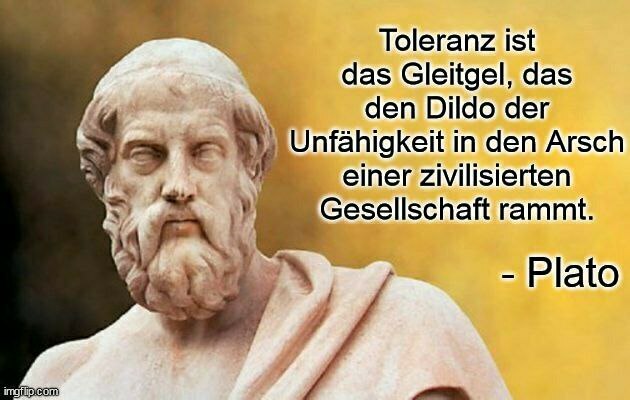 Toleranz ist
das Gleitgel, das
den Dildo der
Unfähigkeit in den Arsch
einer zivilisierten
Gesellschaft rammt.
- Plato
imgflip.com